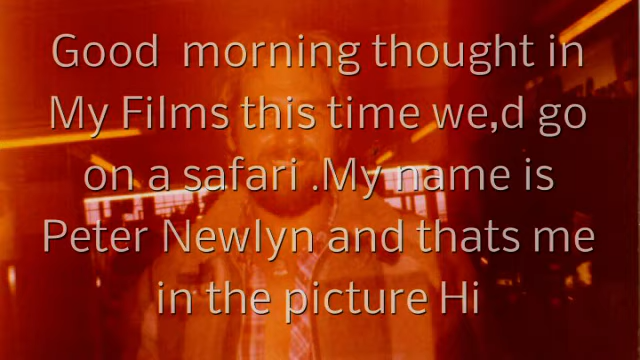 Good  morning thought in
My Films this time we,d go
on a safari .My name is
Peter Newlyn and thats me
in the picture Hi